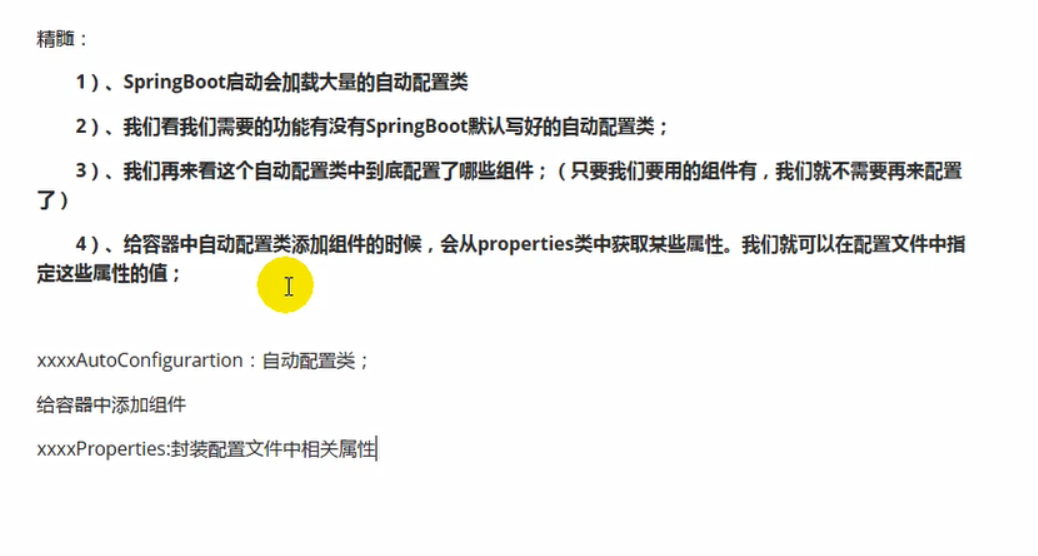 精髓：
1）、SpringBoot启动会加载大量的自动配置类
2）、我们看我们需要的功能有没有SpringBoot默认写好的自动配置类；
3）、我们再来看这个自动配置类中到底配置了哪些组件；（只要我们要用的组件有，我们就不需要再来配置
了）
4）、给容器中自动配置类添加组件的时候，会从properties类中获取某些属性。我们就可以在配置文件中指
定这些属性的值；
xxxxAutoConfigurartion：自动配置类；
给容器中添加组件
xxxxProperties:封装配置文件中相关属性